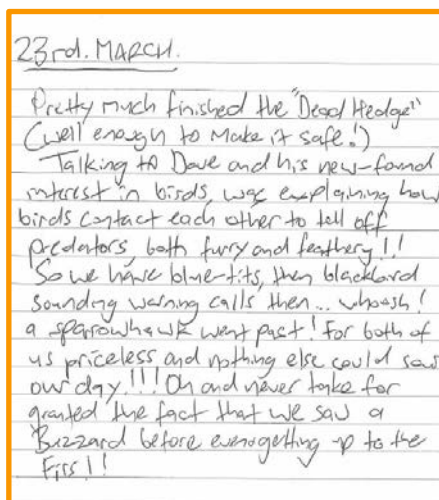 23rd. MARCH.
Pretty much finished the "Dead Hedge"
(well enough to make it safe!)
Talking to Dave and his new-found
interest in birds, was explaining how
birds contact each other to tell off
predators, both furry and feathery!!
So we have blue-tits, then blackbird
sounding warning calls then... whoosh!
a sparowhawk went past! For both of
us priceless and nothing else could
our day!!! Oh and never take for
granted the fact that we saw a
Buzzard before even getting up to the
Firs!!